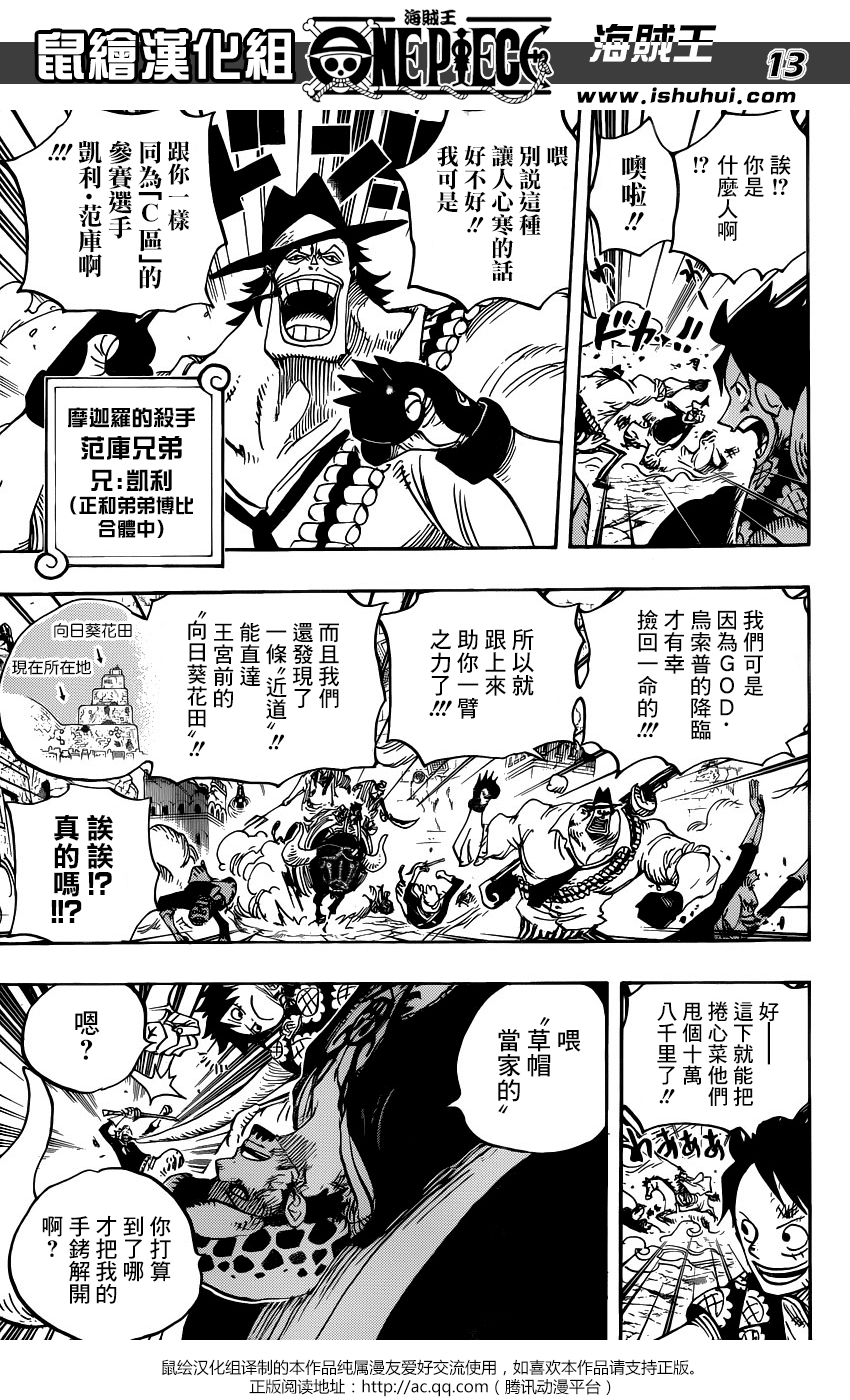 鼠繪漢化組
海賊王
ONE PIECE
海賊王
13
www.ishuhui.com
誒!?
你是
什麼人啊
!?
噢啦!!
ドカッ!!
喂
別說這種
讓人心寒的話
好不好!!
我可是
跟你一樣
同為「C區」的
參賽選手
凱利·范庫啊
!!!
摩迦羅的殺手
范庫兄弟
兄:凱利
(正和弟弟博比
合體中)
我們可是
因為GOD·
烏索普的降臨
才有幸
撿回一命的!!!
所以就
跟上來
助你一臂
之力了!!!
而且我們
還發現了
一條〝近道〞!!
能直達
王宮前的
〝向日葵花田〞!!
向日葵花田
現在所在地
誒誒!?
真的嗎!!?
好——
這下就能把
捲心菜他們
甩個十萬
八千里了!!
わああああ
喂
〝草帽
當家的〞
嗯?
你打算
到了哪
才把我的
手銬解開
啊?
鼠绘汉化组译制的本作品纯属漫友爱好交流使用，如喜欢本作品请支持正版。
正版阅读地址：http://ac.qq.com（腾讯动漫平台）